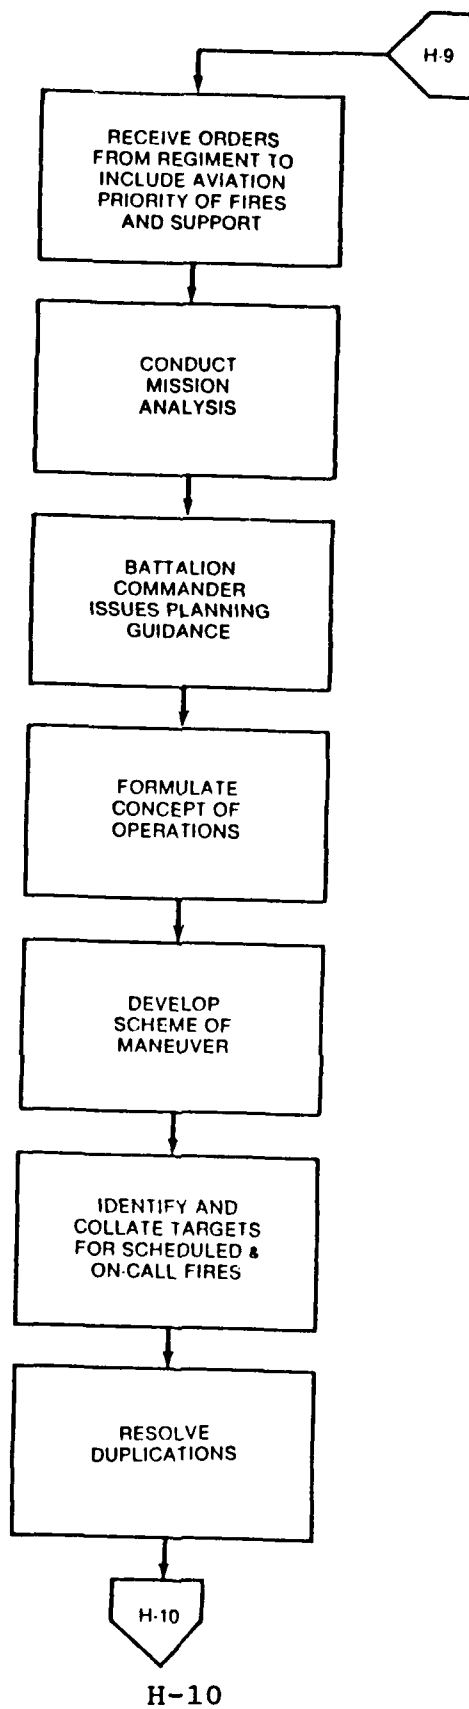 H-9
RECEIVE ORDERS
FROM REGIMENT TO
INCLUDE AVIATION
PRIORITY OF FIRES
AND SUPPORT
CONDUCT
MISSION
ANALYSIS
BATTALION
COMMANDER
ISSUES PLANNING
GUIDANCE
FORMULATE
CONCEPT OF
OPERATIONS
DEVELOP
SCHEME OF
MANEUVER
IDENTIFY AND
COLLATE TARGETS
FOR SCHEDULED &
ON-CALL FIRES
RESOLVE
DUPLICATIONS
H-10
H-10